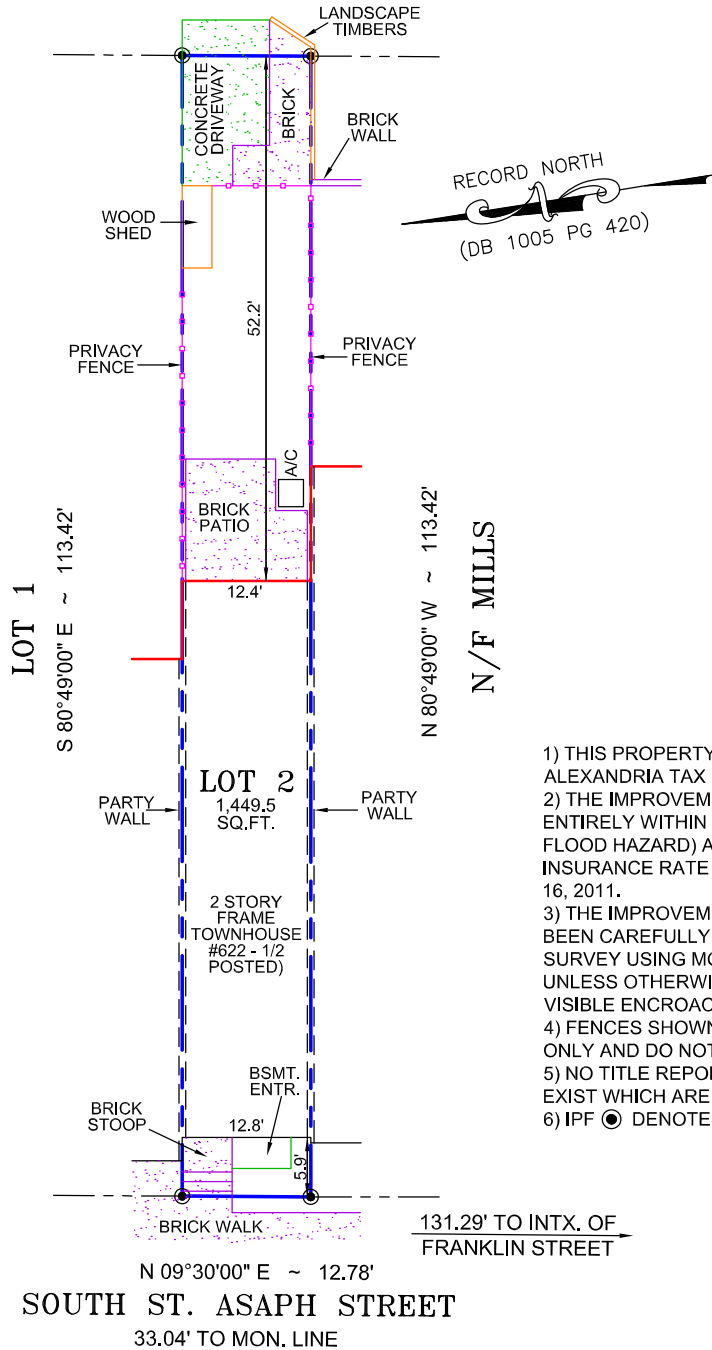 LANDSCAPE
TIMBERS
CONCRETE
DRIVEWAY
BRICK
BRICK
WALL
RECORD NORTH
N
(DB 1005 PG 420)
WOOD
SHED
52.2'
PRIVACY
FENCE
PRIVACY
FENCE
A/C
BRICK
PATIO
12.4'
LOT 1
S 80°49'00" E ~ 113.42'
N 80°49'00" W ~ 113.42'
N/F MILLS
LOT 2
1,449.5
SQ.FT.
PARTY
WALL
PARTY
WALL
2 STORY
FRAME
TOWNHOUSE
#622 - 1/2
POSTED)
1) THIS PROPERTY
ALEXANDRIA TAX
2) THE IMPROVEM
ENTIRELY WITHIN
FLOOD HAZARD) A
INSURANCE RATE
16, 2011.
3) THE IMPROVEM
BEEN CAREFULLY
SURVEY USING MO
UNLESS OTHERWI
VISIBLE ENCROAC
4) FENCES SHOWN
ONLY AND DO NOT
5) NO TITLE REPOR
EXIST WHICH ARE
6) IPF DENOTE
BSMT.
ENTR.
BRICK
STOOP
12.8'
5.9'
BRICK WALK
131.29' TO INTX. OF
FRANKLIN STREET
N 09°30'00" E ~ 12.78'
SOUTH ST. ASAPH STREET
33.04' TO MON. LINE